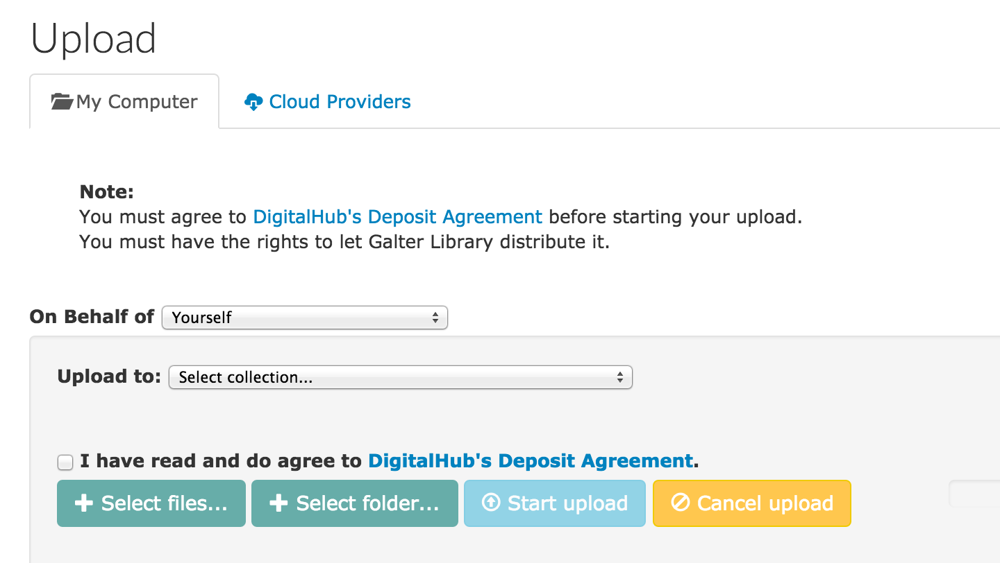 Upload
My Computer Cloud Providers
Note:
You must agree to DigitalHub's Deposit Agreement before starting your upload.
You must have the rights to let Galter Library distribute it.
On Behalf of Yourself
Upload to: Select collection...
I have read and do agree to DigitalHub's Deposit Agreement.
Select files... Select folder... Start upload Cancel upload